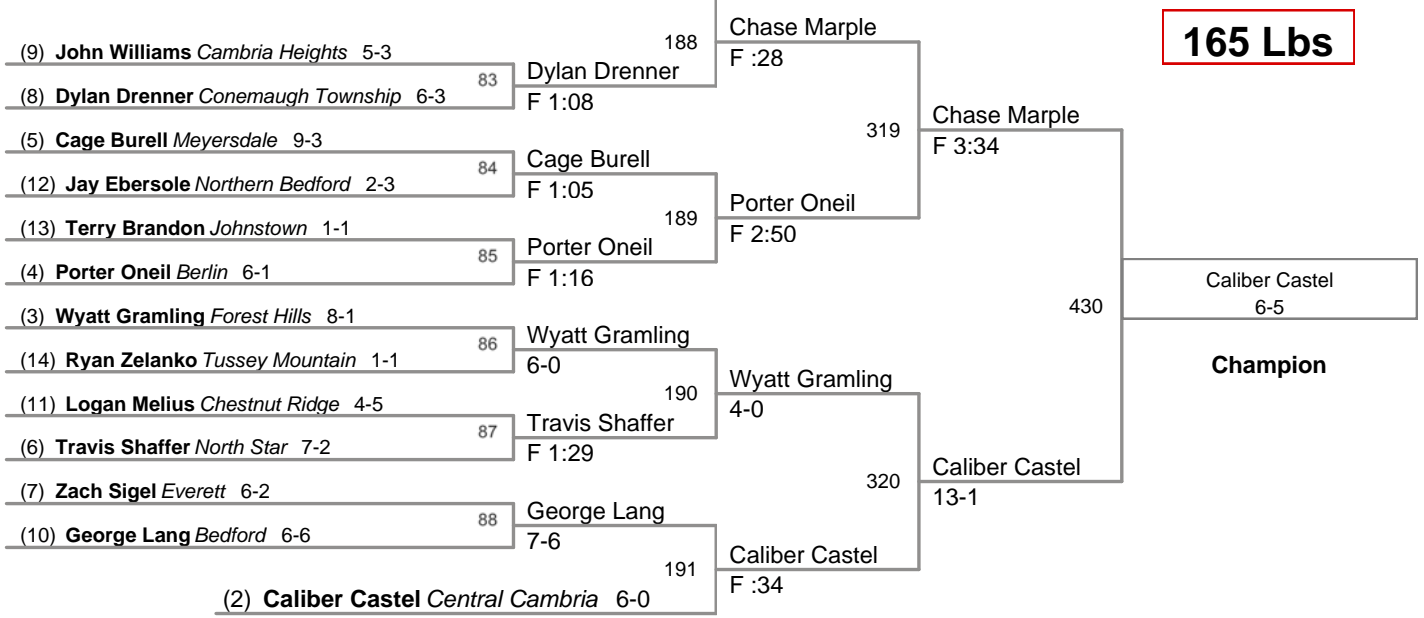 165 Lbs
(9) John Williams Cambria Heights 5-3
(8) Dylan Drenner Conemaugh Township 6-3
(5) Cage Burell Meyersdale 9-3
(12) Jay Ebersole Northern Bedford 2-3
(13) Terry Brandon Johnstown 1-1
(4) Porter Oneil Berlin 6-1
(3) Wyatt Gramling Forest Hills 8-1
(14) Ryan Zelanko Tussey Mountain 1-1
(11) Logan Melius Chestnut Ridge 4-5
(6) Travis Shaffer North Star 7-2
(7) Zach Sigel Everett 6-2
(10) George Lang Bedford 6-6
(2) Caliber Castel Central Cambria 6-0
83
Dylan Drenner
F 1:08
84
Cage Burell
F 1:05
85
Porter Oneil
F 1:16
86
Wyatt Gramling
6-0
87
Travis Shaffer
F 1:29
88
George Lang
7-6
188
Chase Marple
F :28
189
Porter Oneil
F 2:50
190
Wyatt Gramling
4-0
191
Caliber Castel
F :34
319
Chase Marple
F 3:34
320
Caliber Castel
13-1
430
Caliber Castel
6-5
Champion